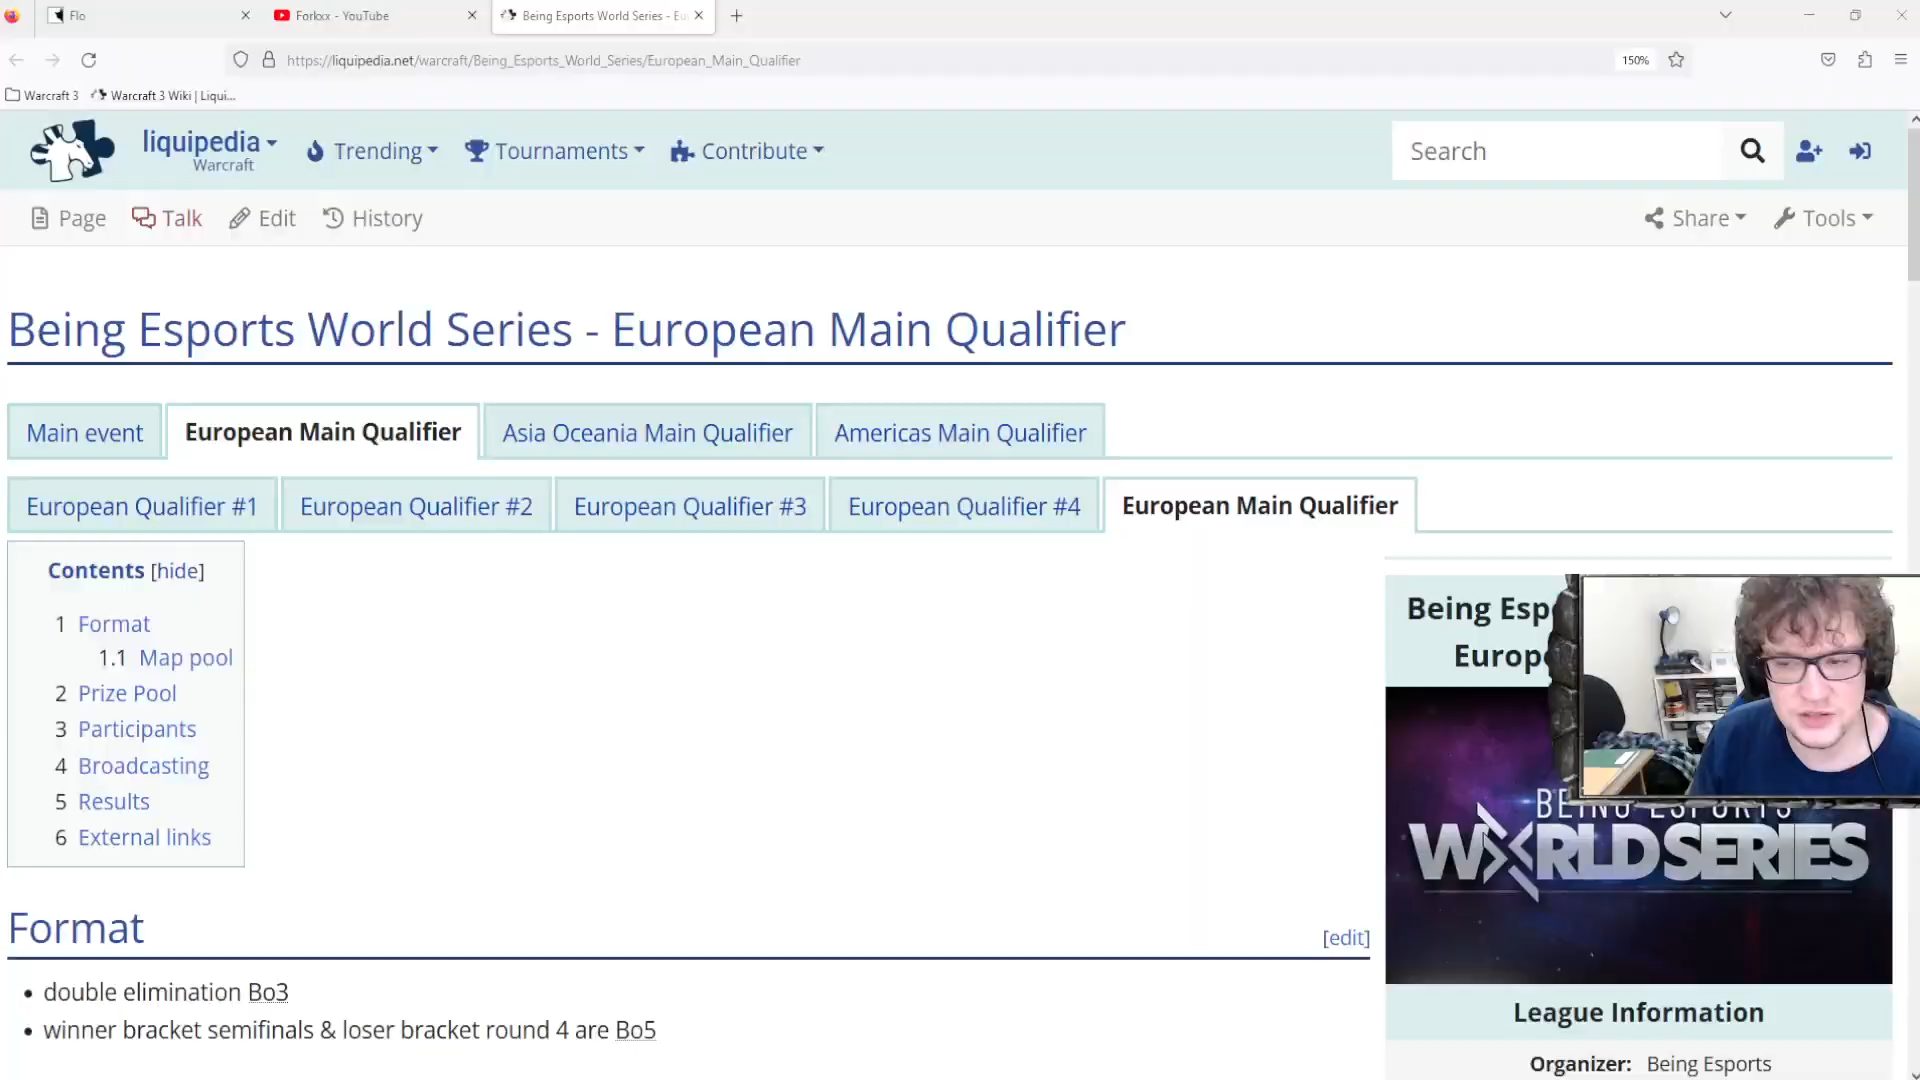 Flo
Forkxx - YouTube
Being Esports World Series - Eu
https://liquipedia.net/warcraft/Being_Esports_World_Series/European_Main_Qualifier
150%
Warcraft 3
Warcraft 3 Wiki | Liqui...
liquipedia
Warcraft
Trending
Tournaments
Contribute
Search
Page
Talk
Edit
History
Share
Tools
Being Esports World Series - European Main Qualifier
Main event
European Main Qualifier
Asia Oceania Main Qualifier
Americas Main Qualifier
European Qualifier #1
European Qualifier #2
European Qualifier #3
European Qualifier #4
European Main Qualifier
Contents [hide]
1 Format
1.1 Map pool
2 Prize Pool
3 Participants
4 Broadcasting
5 Results
6 External links
Format
[edit]
• double elimination Bo3
• winner bracket semifinals & loser bracket round 4 are Bo5
Being Esp
Europe
BEING ESPORTS
WORLD SERIES
League Information
Organizer: Being Esports